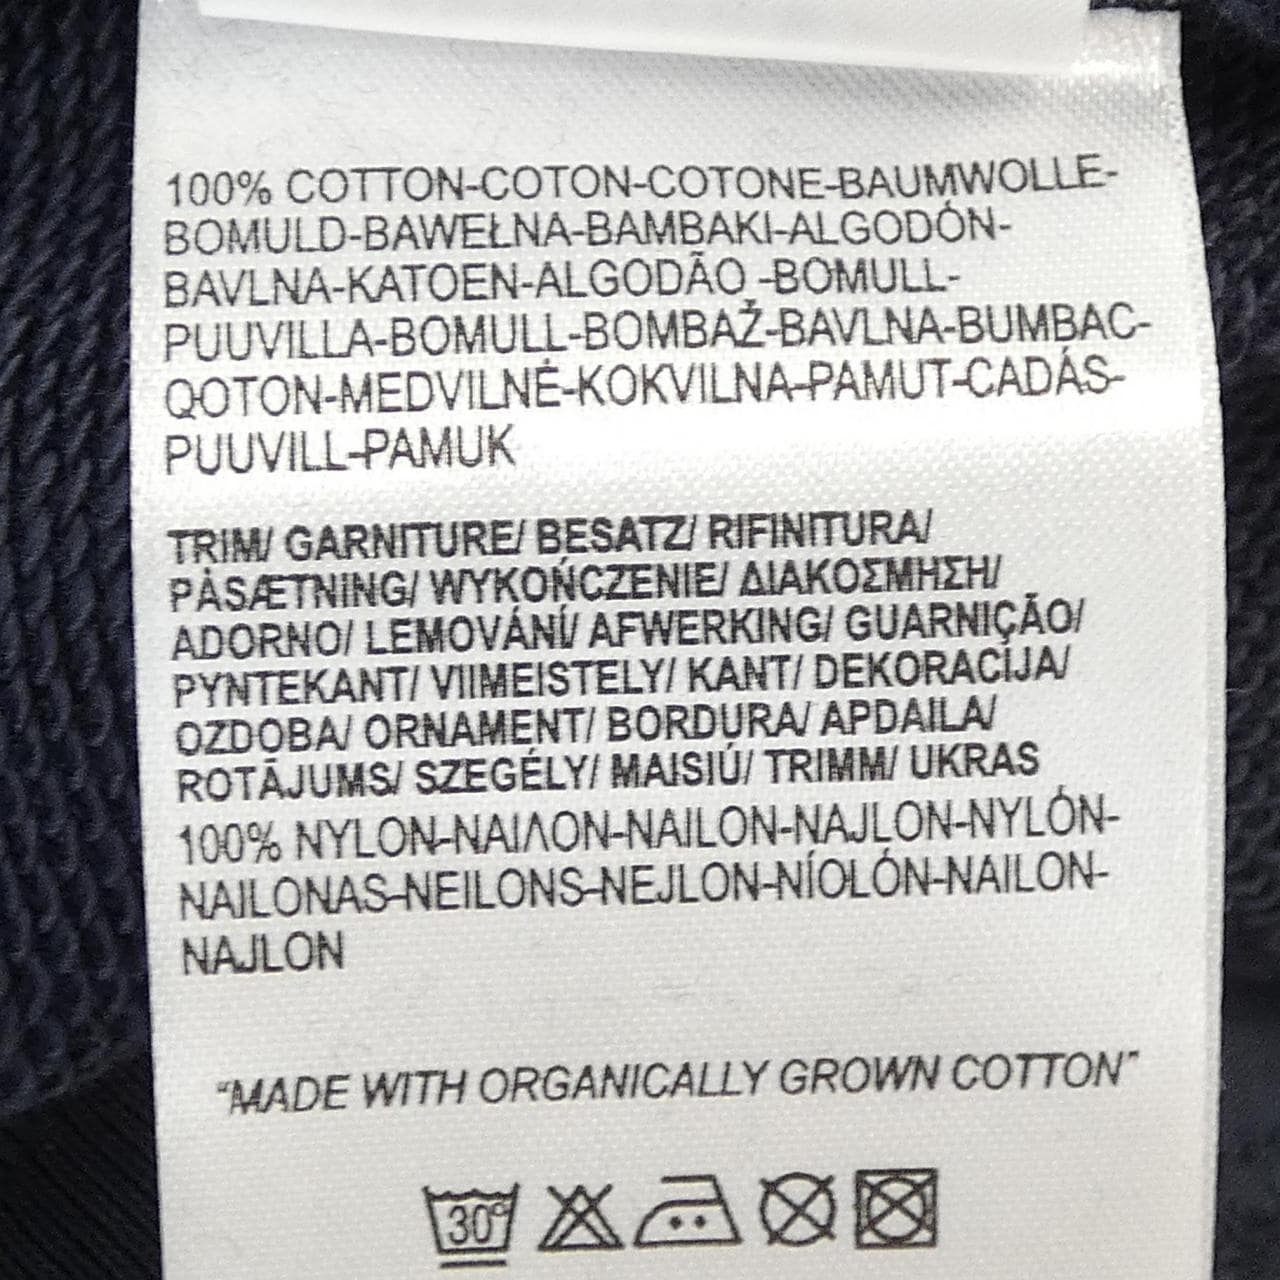 100% COTTON-COTON-COTONE-BAUMWOLLE-
BOMULD-BAWEŁNA-BAMBAKI-ALGODÓN-
BAVLNA-KATOEN-ALGODÃO -BOMULL-
PUUVILLA-BOMULL-BOMBAŽ-BAVLNA-BUMBAC-
QOTON-MEDVILNĖ-KOKVILNA-PAMUT-CADÁS-
PUUVILL-PAMUK
TRIM/ GARNITURE/ BESATZ/ RIFINITURA/
PÅSÆTNING/ WYKOŃCZENIE/ ΔΙΑΚΟΣΜΗΣΗ/
ADORNO/ LEMOVÁNÍ/ AFWERKING/ GUARNIÇÃO/
PYNTEKANT/ VIIMEISTELY/ KANT/ DEKORACIJA/
OZDOBA/ ORNAMENT/ BORDURA/ APDAILA/
ROTĀJUMS/ SZEGÉLY/ MAISIÚ/ TRIMM/ UKRAS
100% NYLON-ΝΑΙΛΟΝ-NAILON-NAJLON-NYLÓN-
NAILONAS-NEILONS-NEJLON-NÍOLÓN-NAILON-
NAJLON
“MADE WITH ORGANICALLY GROWN COTTON”
30°